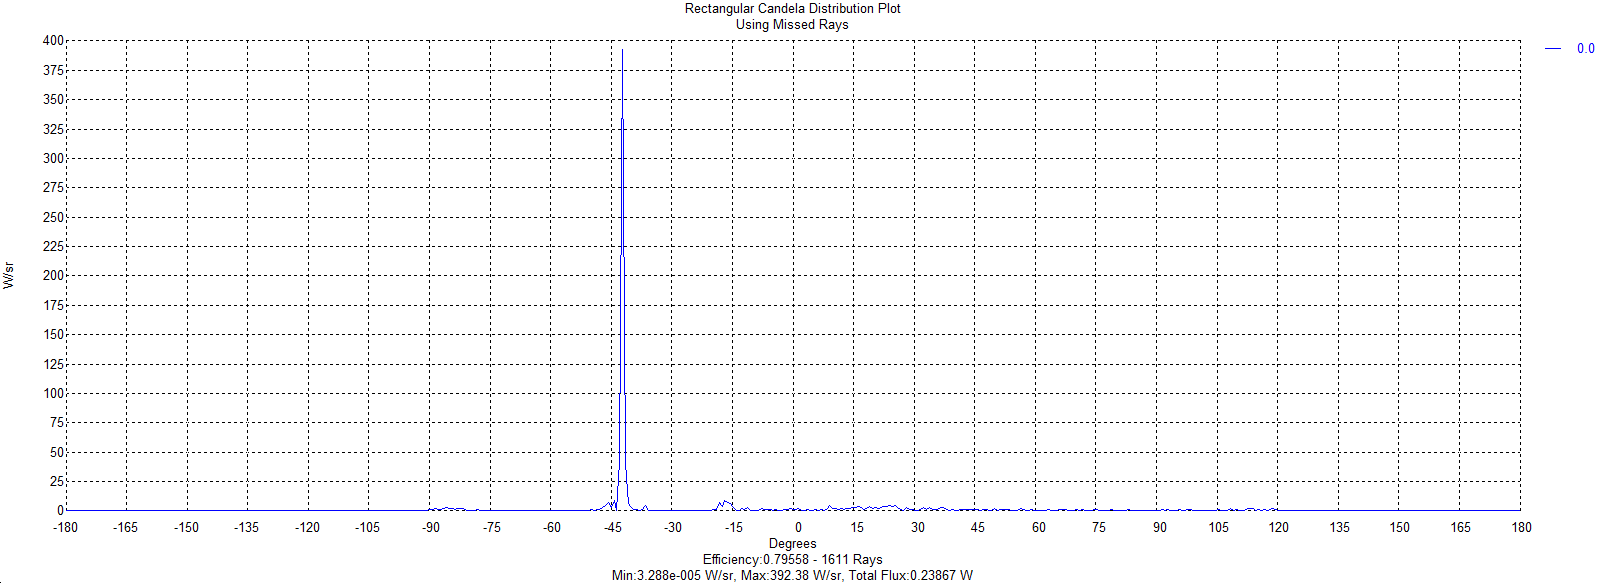 Rectangular Candela Distribution Plot
Using Missed Rays
0.0
400
375
350
325
300
275
250
225
200
175
150
125
100
75
50
25
0
W/sr
-180 -165 -150 -135 -120 -105 -90 -75 -60 -45 -30 -15 0 15 30 45 60 75 90 105 120 135 150 165 180
Degrees
Efficiency:0.79558 - 1611 Rays
Min:3.288e-005 W/sr, Max:392.38 W/sr, Total Flux:0.23867 W